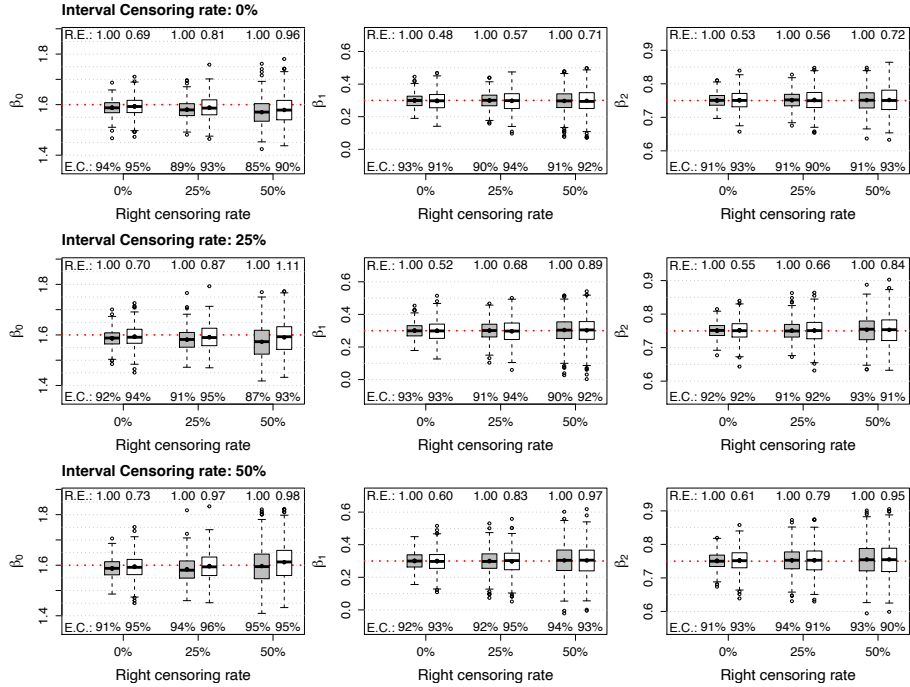 Interval Censoring rate: 0%
R.E.: 1.00 0.69 1.00 0.81 1.00 0.96
1.8
1.6
1.4
β0
E.C.: 94% 95% 89% 93% 85% 90%
0% 25% 50%
Right censoring rate
1.00 0.48 1.00 0.57 1.00 0.71
0.6
0.4
0.2
0.0
β1
93% 91% 90% 94% 91% 92%
0% 25% 50%
Right censoring rate
1.00 0.53 1.00 0.56 1.00 0.72
0.9
0.8
0.7
0.6
β2
91% 93% 91% 90% 91% 93%
0% 25% 50%
Right censoring rate
Interval Censoring rate: 25%
R.E.: 1.00 0.70 1.00 0.87 1.00 1.11
1.8
1.6
1.4
β0
E.C.: 92% 94% 91% 95% 87% 93%
0% 25% 50%
Right censoring rate
R.E.: 1.00 0.52 1.00 0.68 1.00 0.89
0.6
0.4
0.2
0.0
β1
E.C.: 93% 93% 91% 94% 90% 92%
0% 25% 50%
Right censoring rate
R.E.: 1.00 0.55 1.00 0.66 1.00 0.84
0.9
0.8
0.7
0.6
β2
E.C.: 92% 92% 91% 92% 93% 91%
0% 25% 50%
Right censoring rate
Interval Censoring rate: 50%
R.E.: 1.00 0.73 1.00 0.97 1.00 0.98
1.8
1.6
1.4
β0
E.C.: 91% 95% 94% 96% 95% 95%
0% 25% 50%
Right censoring rate
R.E.: 1.00 0.60 1.00 0.83 1.00 0.97
0.6
0.4
0.2
0.0
β1
E.C.: 92% 93% 92% 95% 94% 93%
0% 25% 50%
Right censoring rate
R.E.: 1.00 0.61 1.00 0.79 1.00 0.95
0.9
0.8
0.7
0.6
β2
E.C.: 91% 93% 94% 91% 93% 90%
0% 25% 50%
Right censoring rate